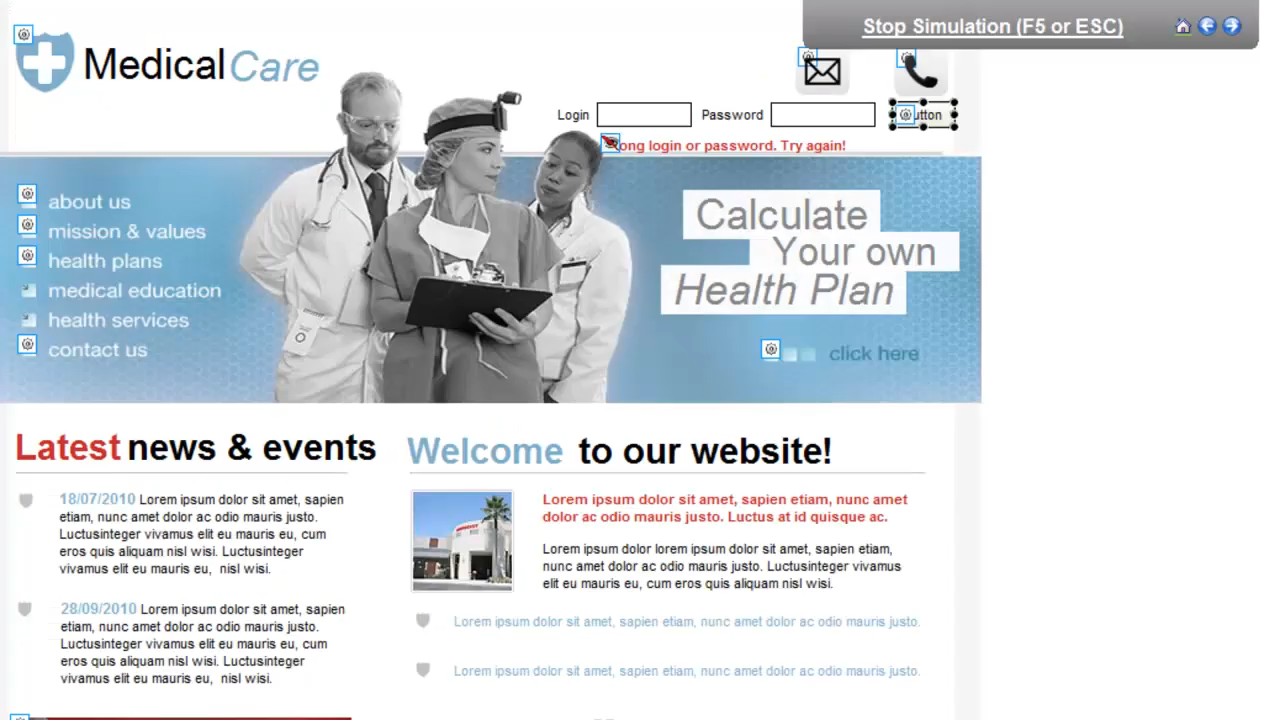 Stop Simulation (F5 or ESC)
Medical Care
Login
Password
utton
ong login or password. Try again!
about us
mission & values
health plans
medical education
health services
contact us
Calculate
Your own
Health Plan
click here
Latest news & events
18/07/2010 Lorem ipsum dolor sit amet, sapien
etiam, nunc amet dolor ac odio mauris justo.
Luctusinteger vivamus elit eu mauris eu, cum
eros quis aliquam nisl wisi. Luctusinteger
vivamus elit eu mauris eu, nisl wisi.
28/09/2010 Lorem ipsum dolor sit amet, sapien
etiam, nunc amet dolor ac odio mauris justo.
Luctusinteger vivamus elit eu mauris eu, cum
eros quis aliquam nisl wisi. Luctusinteger
vivamus elit eu mauris eu, nisl wisi.
Welcome to our website!
Lorem ipsum dolor sit amet, sapien etiam, nunc amet
dolor ac odio mauris justo. Luctus at id quisque ac.
Lorem ipsum dolor lorem ipsum dolor sit amet, sapien etiam,
nunc amet dolor ac odio mauris justo. Luctusinteger vivamus
elit eu mauris eu, cum eros quis aliquam nisl wisi.
Lorem ipsum dolor sit amet, sapien etiam, nunc amet dolor ac odio mauris justo.
Lorem ipsum dolor sit amet, sapien etiam, nunc amet dolor ac odio mauris justo.